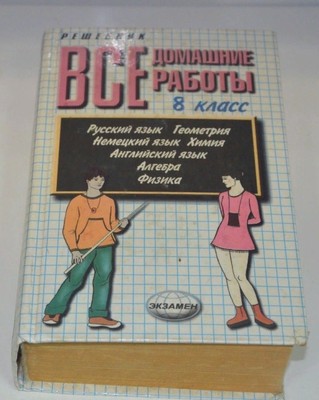 РЕШЕБНИК
ВСЕ ДОМАШНИЕ
РАБОТЫ
8 класс
Русский язык Геометрия
Немецкий язык Химия
Английский язык
Алгебра
Физика
ЭКЗАМЕН